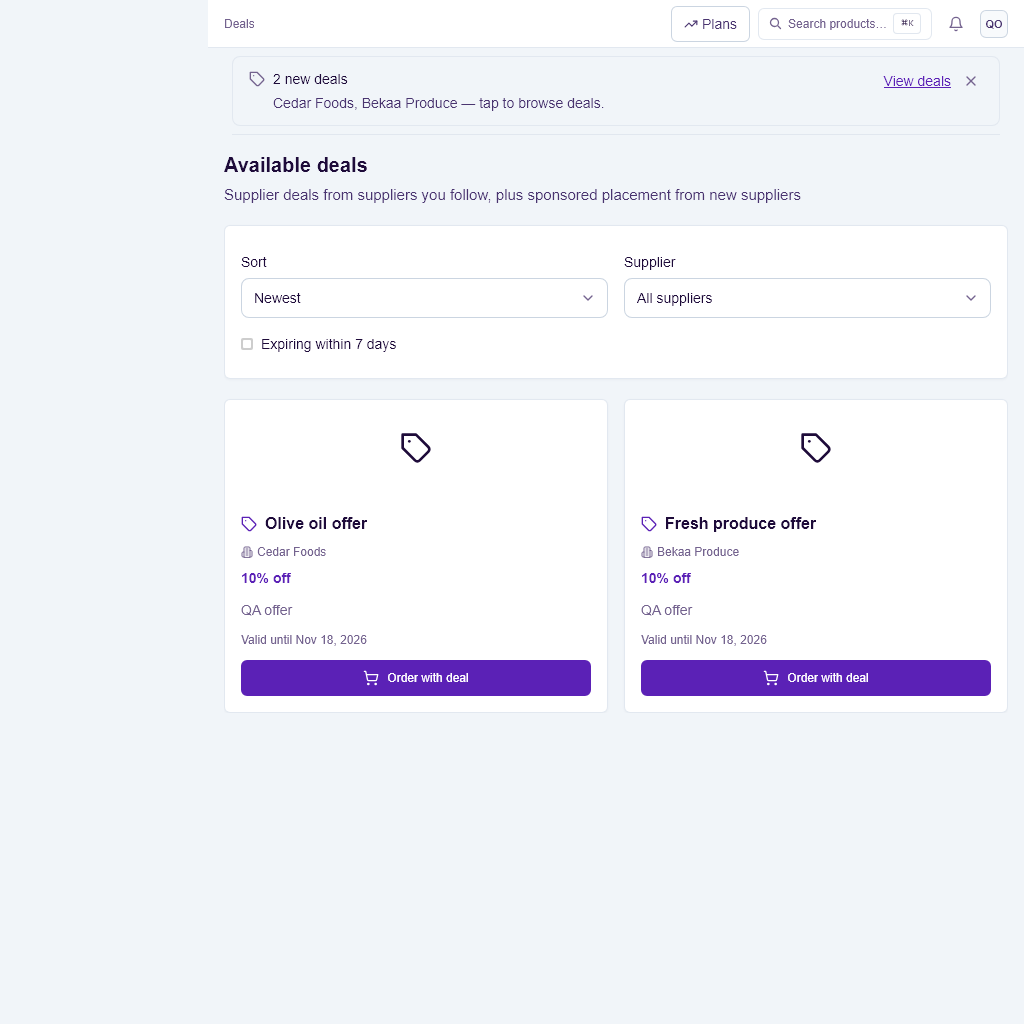 Deals
Plans
Search products...
⌘K
QO
2 new deals
View deals
Cedar Foods, Bekaa Produce — tap to browse deals.
Available deals
Supplier deals from suppliers you follow, plus sponsored placement from new suppliers
Sort
Supplier
Newest
All suppliers
Expiring within 7 days
Olive oil offer
Cedar Foods
10% off
QA offer
Valid until Nov 18, 2026
Order with deal
Fresh produce offer
Bekaa Produce
10% off
QA offer
Valid until Nov 18, 2026
Order with deal